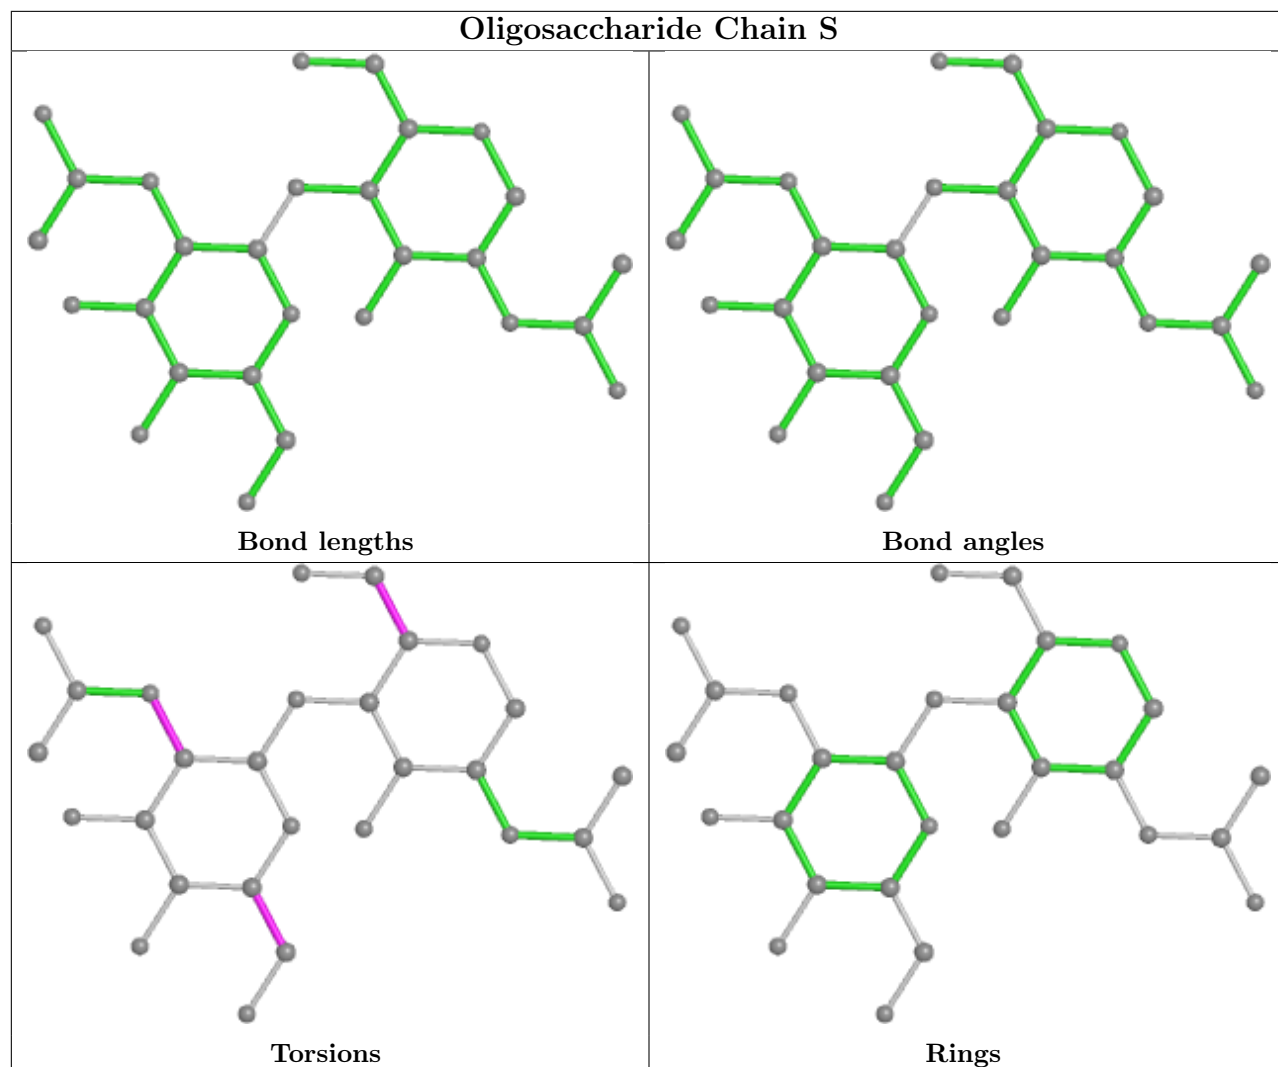 Oligosaccharide Chain S
Bond lengths
Bond angles
Torsions
Rings